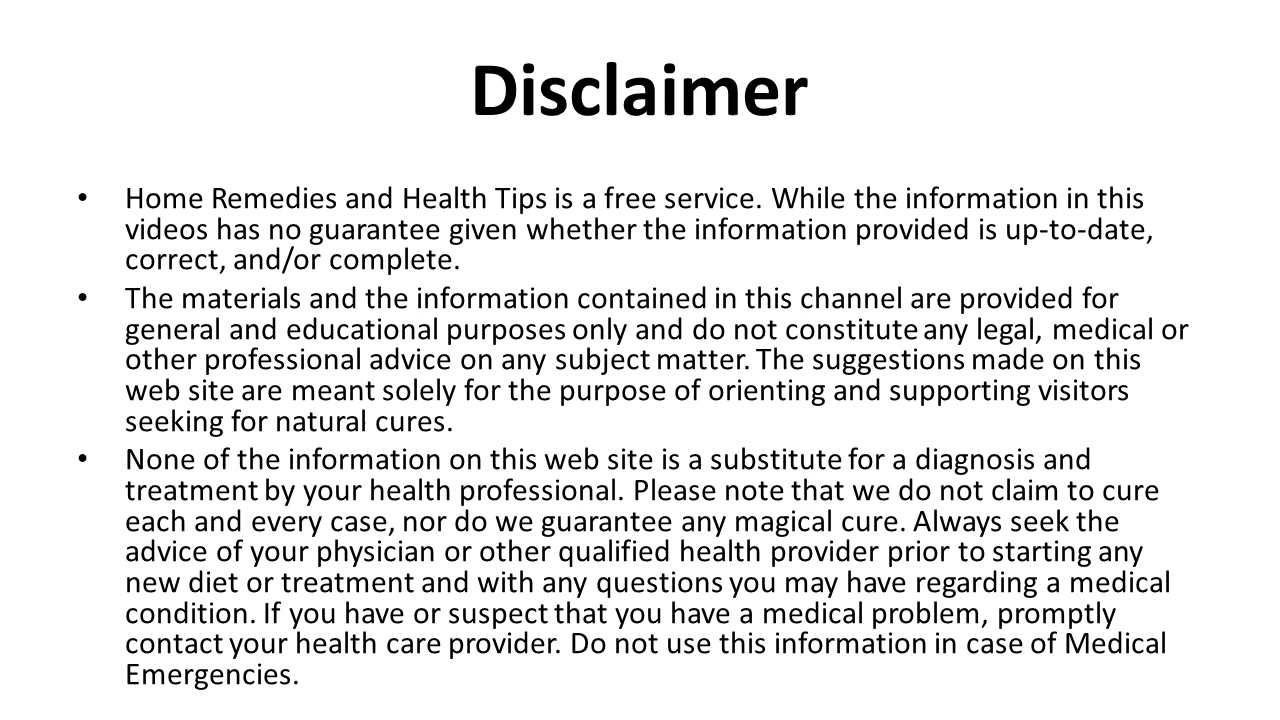 Disclaimer
• Home Remedies and Health Tips is a free service. While the information in this
videos has no guarantee given whether the information provided is up-to-date,
correct, and/or complete.
• The materials and the information contained in this channel are provided for
general and educational purposes only and do not constitute any legal, medical or
other professional advice on any subject matter. The suggestions made on this
web site are meant solely for the purpose of orienting and supporting visitors
seeking for natural cures.
• None of the information on this web site is a substitute for a diagnosis and
treatment by your health professional. Please note that we do not claim to cure
each and every case, nor do we guarantee any magical cure. Always seek the
advice of your physician or other qualified health provider prior to starting any
new diet or treatment and with any questions you may have regarding a medical
condition. If you have or suspect that you have a medical problem, promptly
contact your health care provider. Do not use this information in case of Medical
Emergencies.